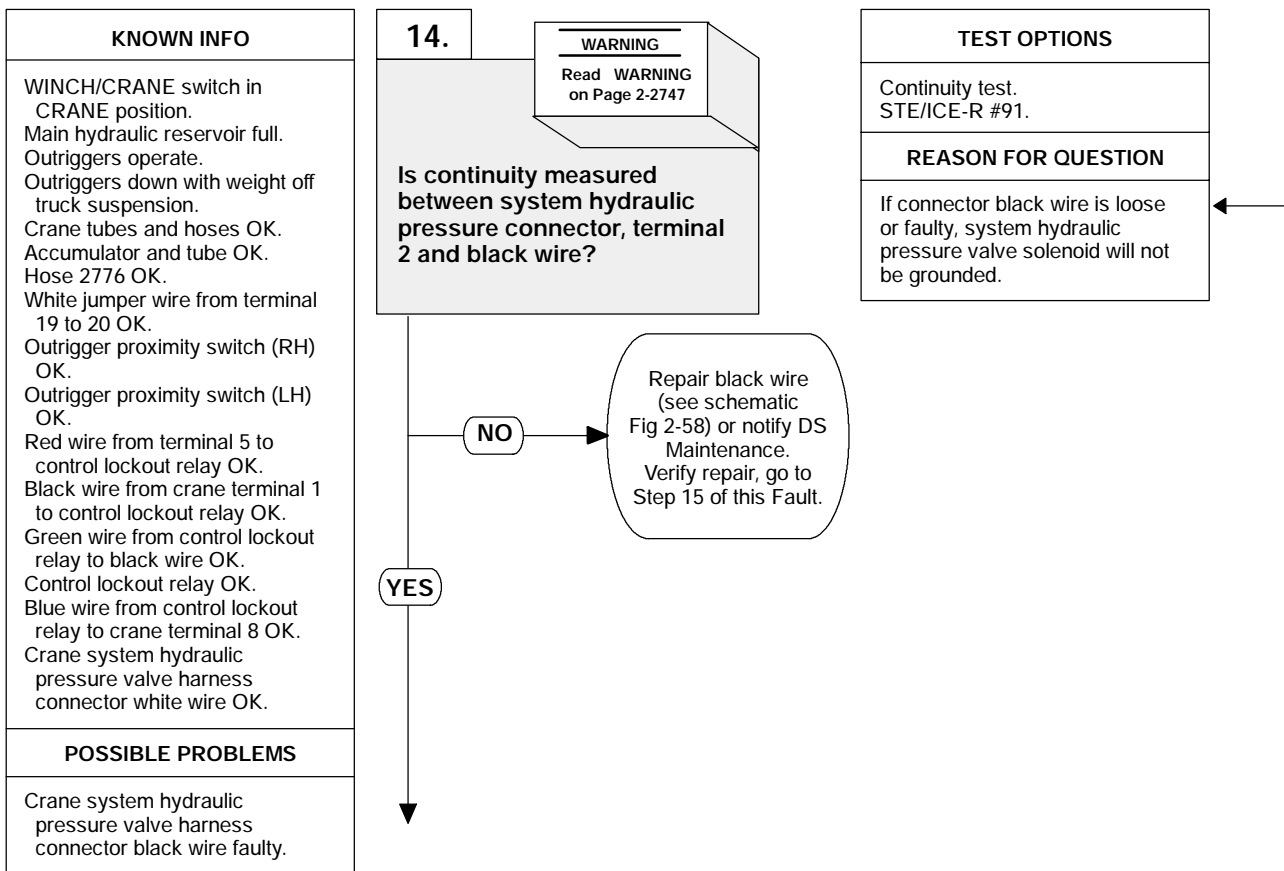 KNOWN INFO
WINCH/CRANE switch in
CRANE position.
Main hydraulic reservoir full.
Outriggers operate.
Outriggers down with weight off
truck suspension.
Crane tubes and hoses OK.
Accumulator and tube OK.
Hose 2776 OK.
White jumper wire from terminal
19 to 20 OK.
Outrigger proximity switch (RH)
OK.
Outrigger proximity switch (LH)
OK.
Red wire from terminal 5 to
control lockout relay OK.
Black wire from crane terminal 1
to control lockout relay OK.
Green wire from control lockout
relay to black wire OK.
Control lockout relay OK.
Blue wire from control lockout
relay to crane terminal 8 OK.
Crane system hydraulic
pressure valve harness
connector white wire OK.
POSSIBLE PROBLEMS
Crane system hydraulic
pressure valve harness
connector black wire faulty.
14.
WARNING
Read WARNING
on Page 2-2747
Is continuity measured
between system hydraulic
pressure connector, terminal
2 and black wire?
NO
Repair black wire
(see schematic
Fig 2-58) or notify DS
Maintenance.
Verify repair, go to
Step 15 of this Fault.
YES
TEST OPTIONS
Continuity test.
STE/ICE-R #91.
REASON FOR QUESTION
If connector black wire is loose
or faulty, system hydraulic
pressure valve solenoid will not
be grounded.